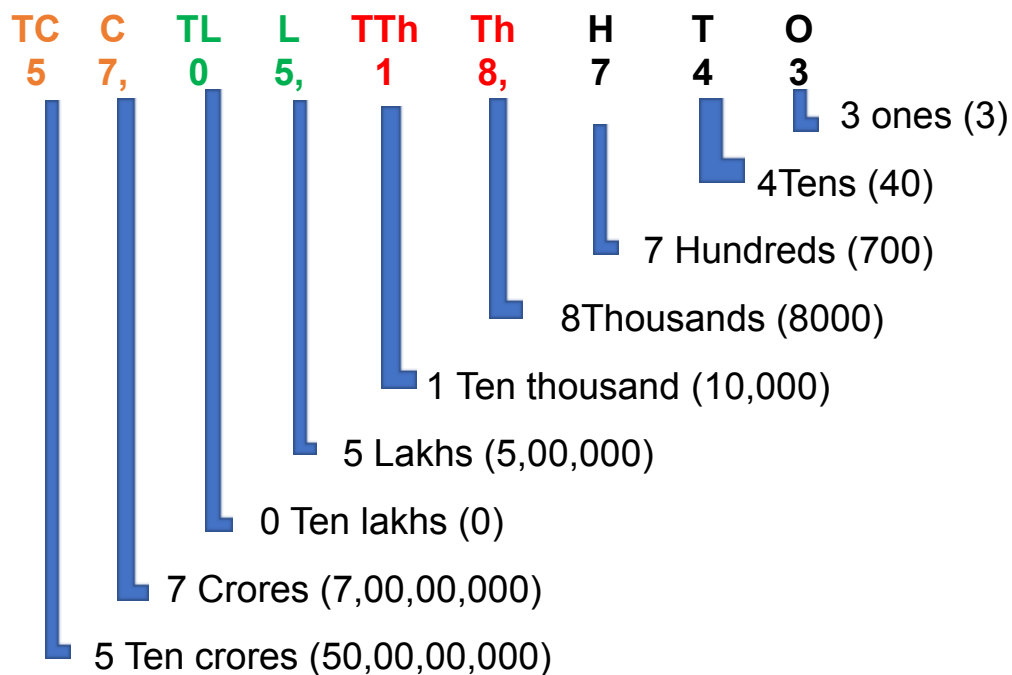 TC C TL L TTh Th H T O
5 7, 0 5, 1 8, 7 4 3
3 ones (3)
4Tens (40)
7 Hundreds (700)
8Thousands (8000)
1 Ten thousand (10,000)
5 Lakhs (5,00,000)
0 Ten lakhs (0)
7 Crores (7,00,00,000)
5 Ten crores (50,00,00,000)